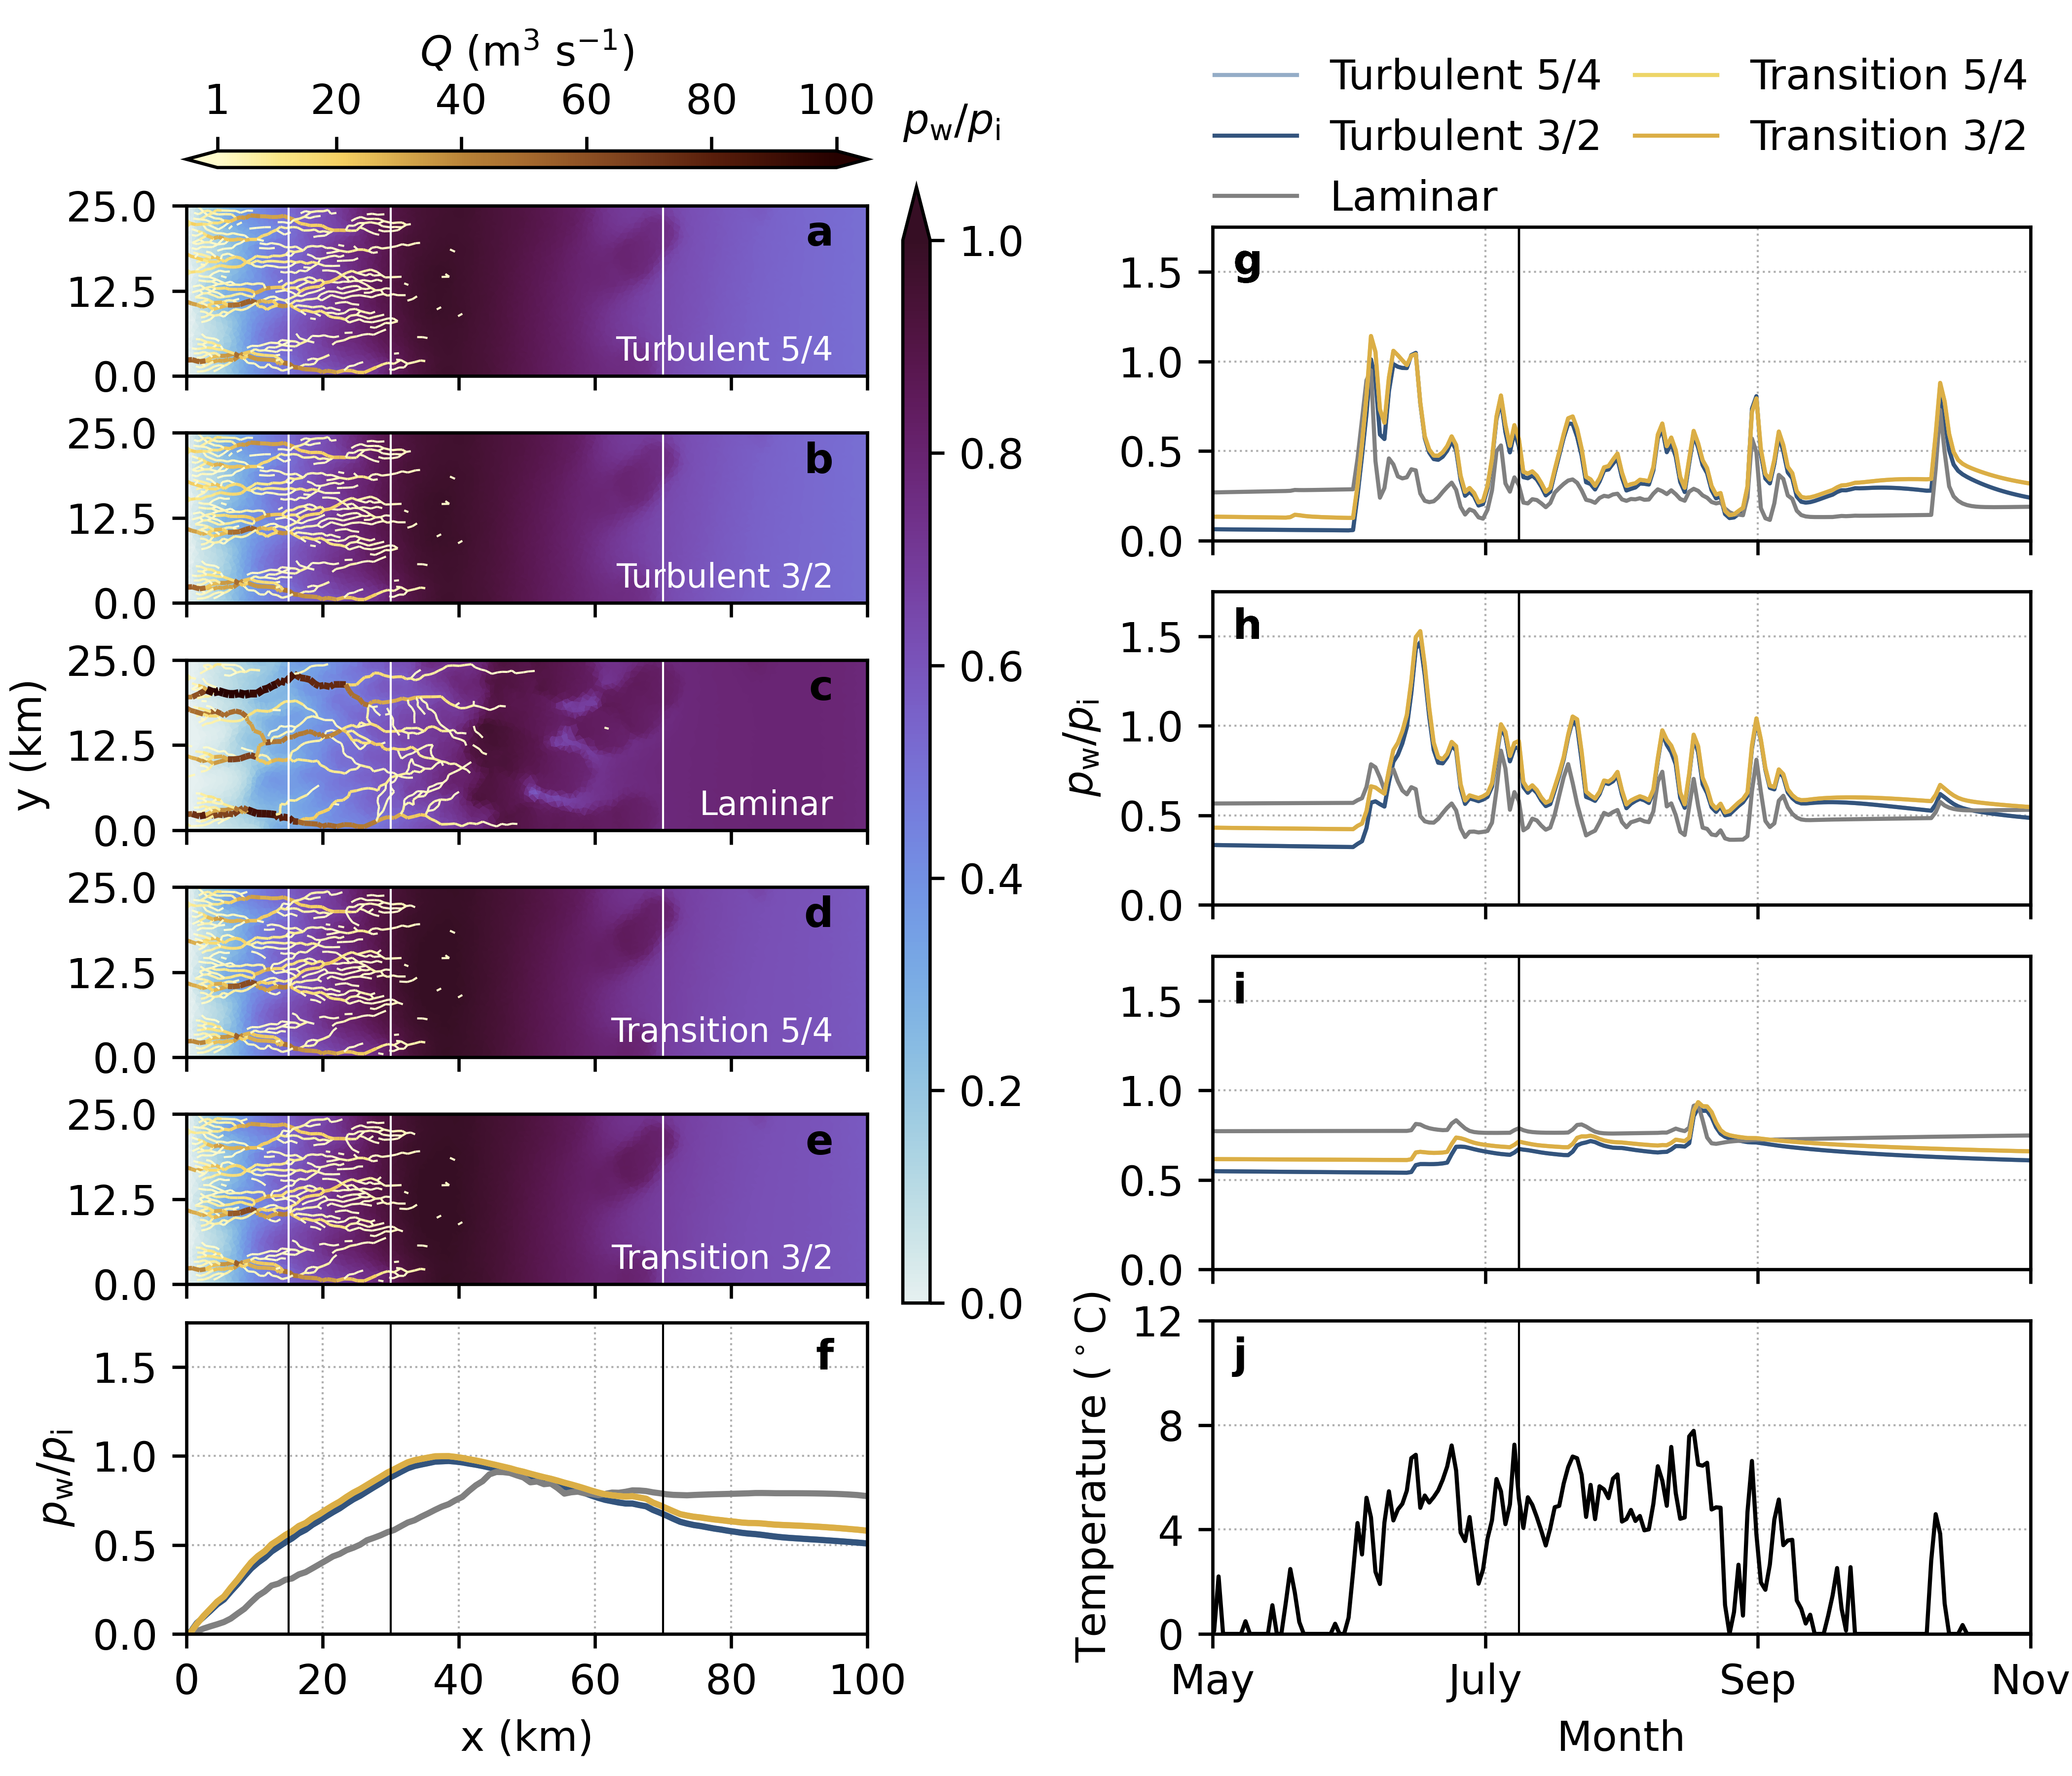 Q (m³ s⁻¹)
1 20 40 60 80 100
p_w/p_i
25.0
12.5
0.0
a
Turbulent 5/4
25.0
12.5
0.0
b
Turbulent 3/2
y (km)
25.0
12.5
0.0
c
Laminar
25.0
12.5
0.0
d
Transition 5/4
25.0
12.5
0.0
e
Transition 3/2
1.0
0.8
0.6
0.4
0.2
0.0
p_w/p_i
1.5
1.0
0.5
0.0
f
0 20 40 60 80 100
x (km)
Turbulent 5/4 Transition 5/4
Turbulent 3/2 Transition 3/2
Laminar
g
1.5
1.0
0.5
0.0
p_w/p_i
h
1.5
1.0
0.5
0.0
i
1.5
1.0
0.5
0.0
Temperature (°C)
j
12
8
4
0
May July Sep Nov
Month